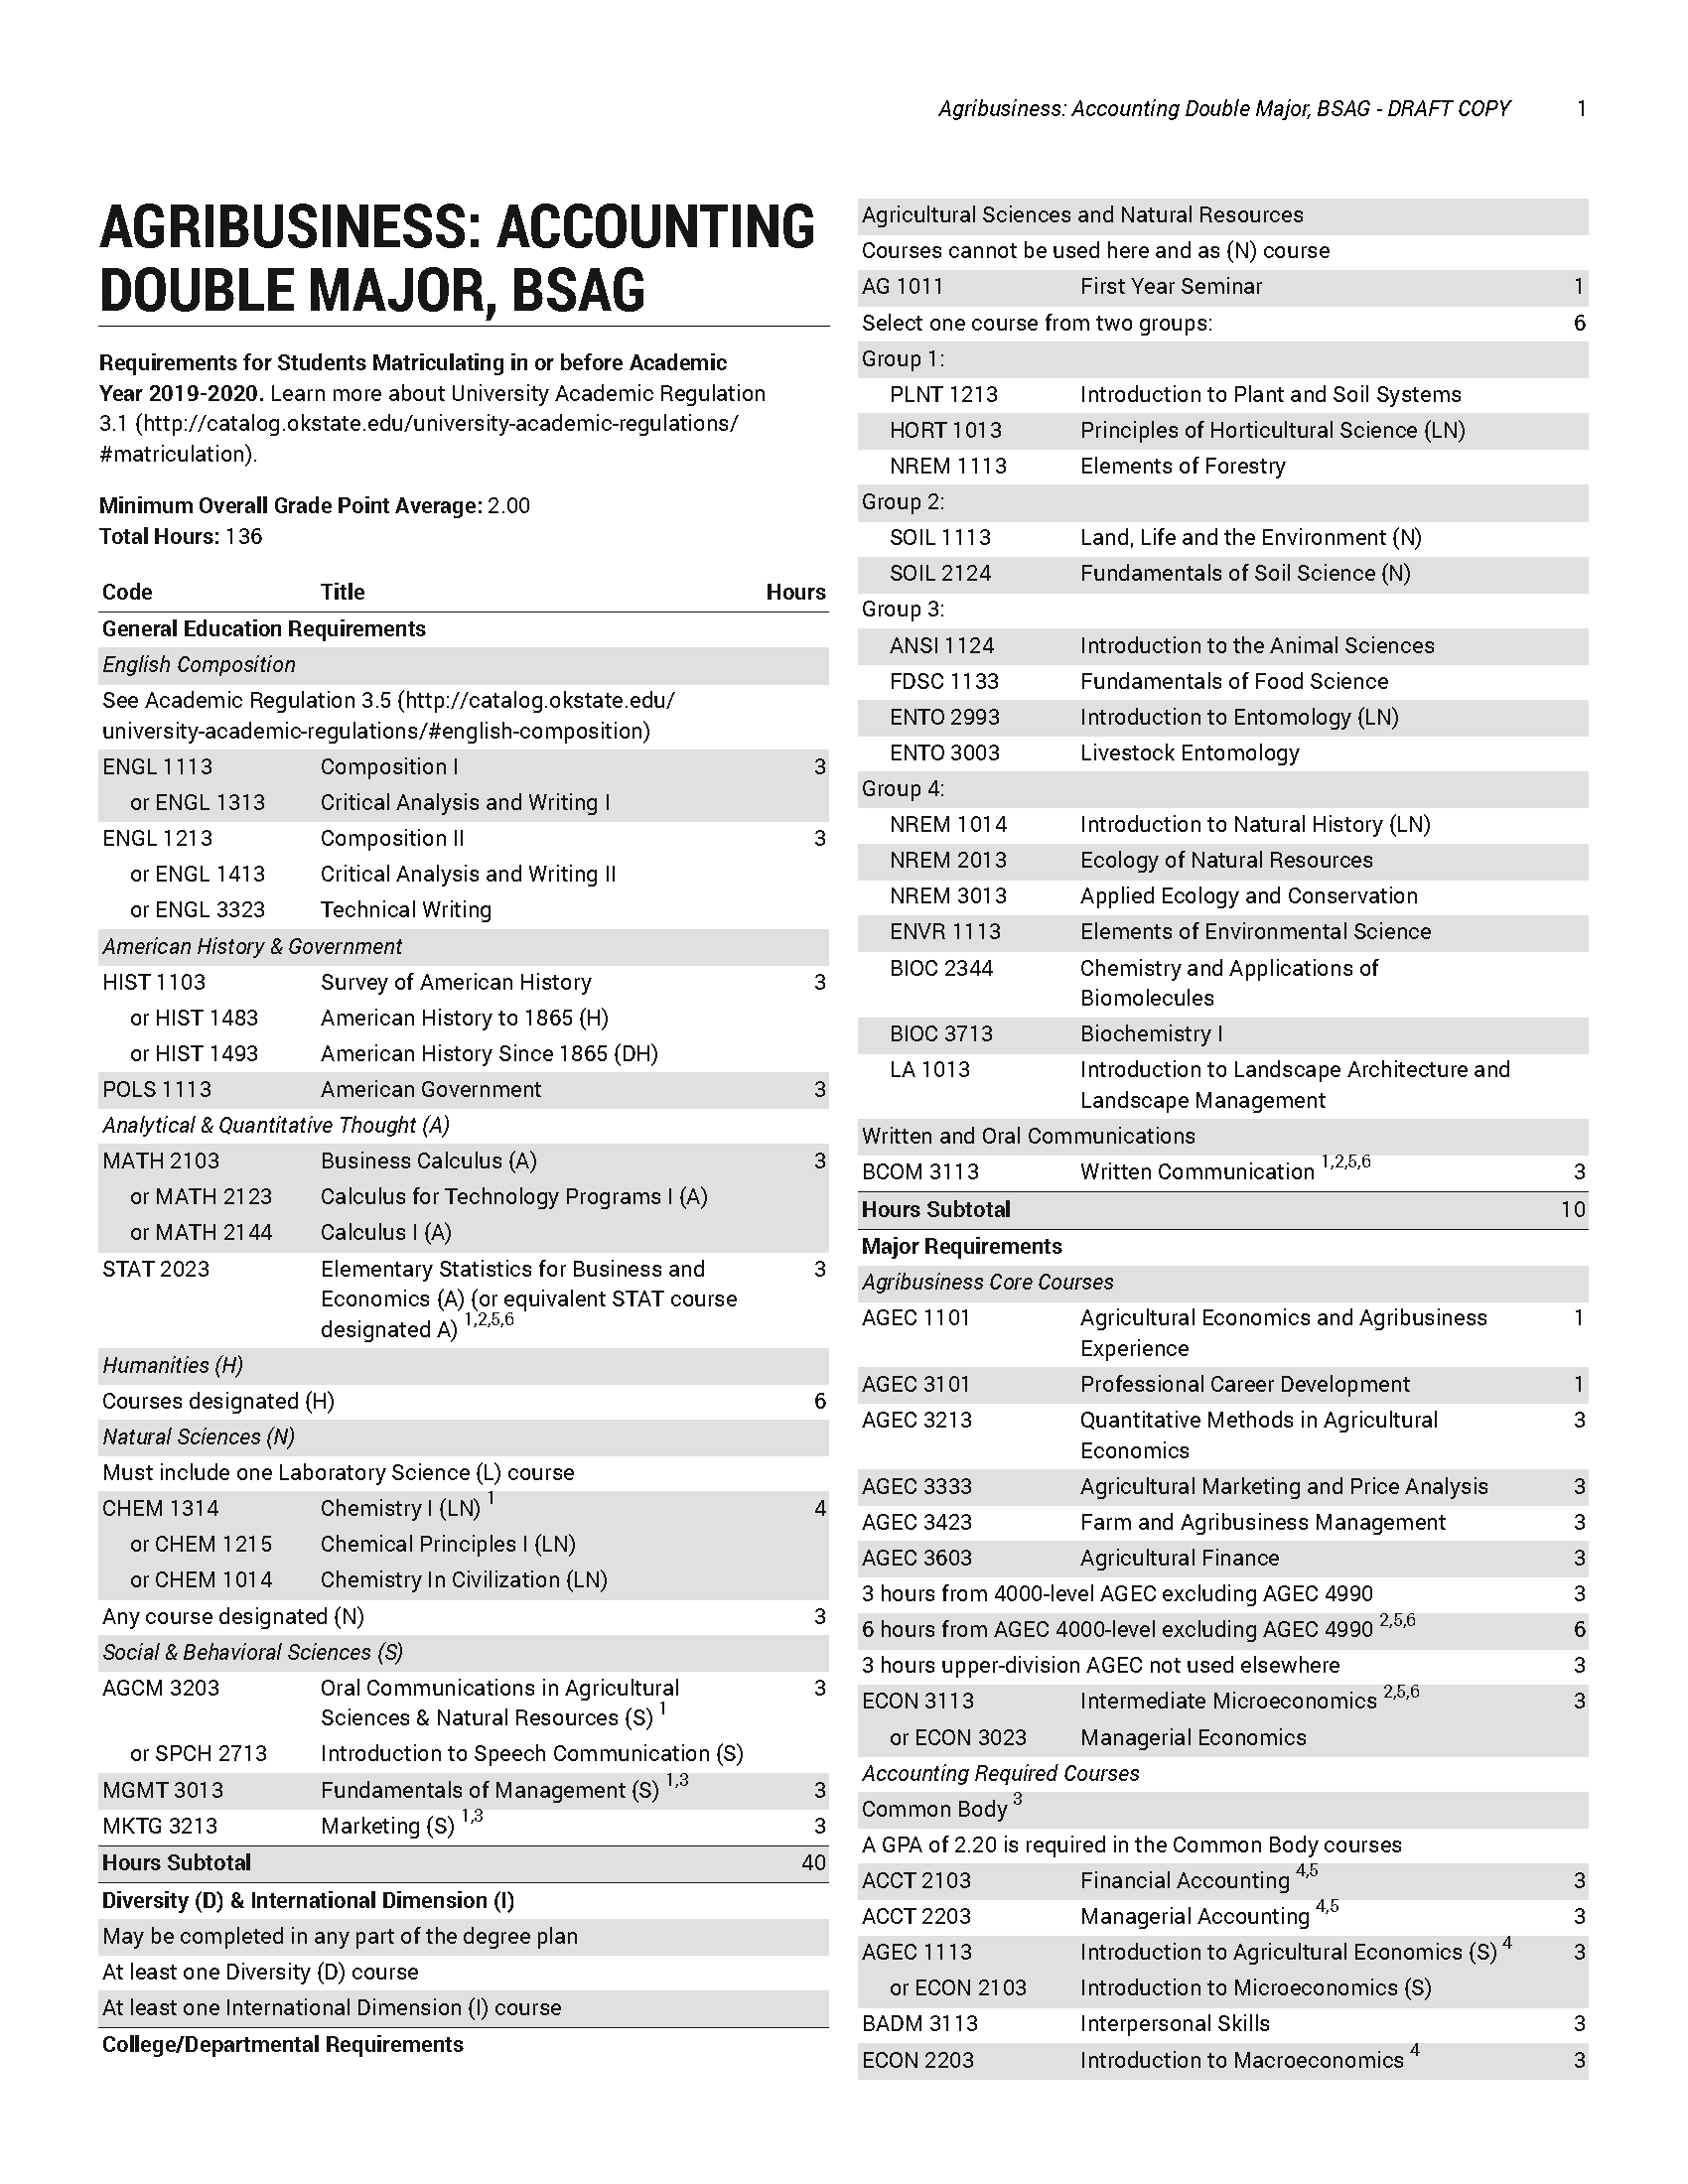 Agribusiness: Accounting Double Major, BSAG - DRAFT COPY 1
AGRIBUSINESS: ACCOUNTING
DOUBLE MAJOR, BSAG
Requirements for Students Matriculating in or before Academic
Year 2019-2020. Learn more about University Academic Regulation
3.1 (http://catalog.okstate.edu/university-academic-regulations/
#matriculation).
Minimum Overall Grade Point Average: 2.00
Total Hours: 136
Code Title Hours
General Education Requirements
English Composition
See Academic Regulation 3.5 (http://catalog.okstate.edu/
university-academic-regulations/#english-composition)
ENGL 1113 Composition I 3
or ENGL 1313 Critical Analysis and Writing I
ENGL 1213 Composition II 3
or ENGL 1413 Critical Analysis and Writing II
or ENGL 3323 Technical Writing
American History & Government
HIST 1103 Survey of American History 3
or HIST 1483 American History to 1865 (H)
or HIST 1493 American History Since 1865 (DH)
POLS 1113 American Government 3
Analytical & Quantitative Thought (A)
MATH 2103 Business Calculus (A) 3
or MATH 2123 Calculus for Technology Programs I (A)
or MATH 2144 Calculus I (A)
STAT 2023 Elementary Statistics for Business and 3
Economics (A) (or equivalent STAT course
designated A) 1,2,5,6
Humanities (H)
Courses designated (H) 6
Natural Sciences (N)
Must include one Laboratory Science (L) course
CHEM 1314 Chemistry I (LN) 1 4
or CHEM 1215 Chemical Principles I (LN)
or CHEM 1014 Chemistry In Civilization (LN)
Any course designated (N) 3
Social & Behavioral Sciences (S)
AGCM 3203 Oral Communications in Agricultural 3
Sciences & Natural Resources (S) 1
or SPCH 2713 Introduction to Speech Communication (S)
MGMT 3013 Fundamentals of Management (S) 1,3 3
MKTG 3213 Marketing (S) 1,3 3
Hours Subtotal 40
Diversity (D) & International Dimension (I)
May be completed in any part of the degree plan
At least one Diversity (D) course
At least one International Dimension (I) course
College/Departmental Requirements
Agricultural Sciences and Natural Resources
Courses cannot be used here and as (N) course
AG 1011 First Year Seminar 1
Select one course from two groups: 6
Group 1:
PLNT 1213 Introduction to Plant and Soil Systems
HORT 1013 Principles of Horticultural Science (LN)
NREM 1113 Elements of Forestry
Group 2:
SOIL 1113 Land, Life and the Environment (N)
SOIL 2124 Fundamentals of Soil Science (N)
Group 3:
ANSI 1124 Introduction to the Animal Sciences
FDSC 1133 Fundamentals of Food Science
ENTO 2993 Introduction to Entomology (LN)
ENTO 3003 Livestock Entomology
Group 4:
NREM 1014 Introduction to Natural History (LN)
NREM 2013 Ecology of Natural Resources
NREM 3013 Applied Ecology and Conservation
ENVR 1113 Elements of Environmental Science
BIOC 2344 Chemistry and Applications of
Biomolecules
BIOC 3713 Biochemistry I
LA 1013 Introduction to Landscape Architecture and
Landscape Management
Written and Oral Communications
BCOM 3113 Written Communication 1,2,5,6 3
Hours Subtotal 10
Major Requirements
Agribusiness Core Courses
AGEC 1101 Agricultural Economics and Agribusiness 1
Experience
AGEC 3101 Professional Career Development 1
AGEC 3213 Quantitative Methods in Agricultural 3
Economics
AGEC 3333 Agricultural Marketing and Price Analysis 3
AGEC 3423 Farm and Agribusiness Management 3
AGEC 3603 Agricultural Finance 3
3 hours from 4000-level AGEC excluding AGEC 4990 3
6 hours from AGEC 4000-level excluding AGEC 4990 2,5,6 6
3 hours upper-division AGEC not used elsewhere 3
ECON 3113 Intermediate Microeconomics 2,5,6 3
or ECON 3023 Managerial Economics
Accounting Required Courses
Common Body 3
A GPA of 2.20 is required in the Common Body courses
ACCT 2103 Financial Accounting 4,5 3
ACCT 2203 Managerial Accounting 4,5 3
AGEC 1113 Introduction to Agricultural Economics (S) 4 3
or ECON 2103 Introduction to Microeconomics (S)
BADM 3113 Interpersonal Skills 3
ECON 2203 Introduction to Macroeconomics 4 3